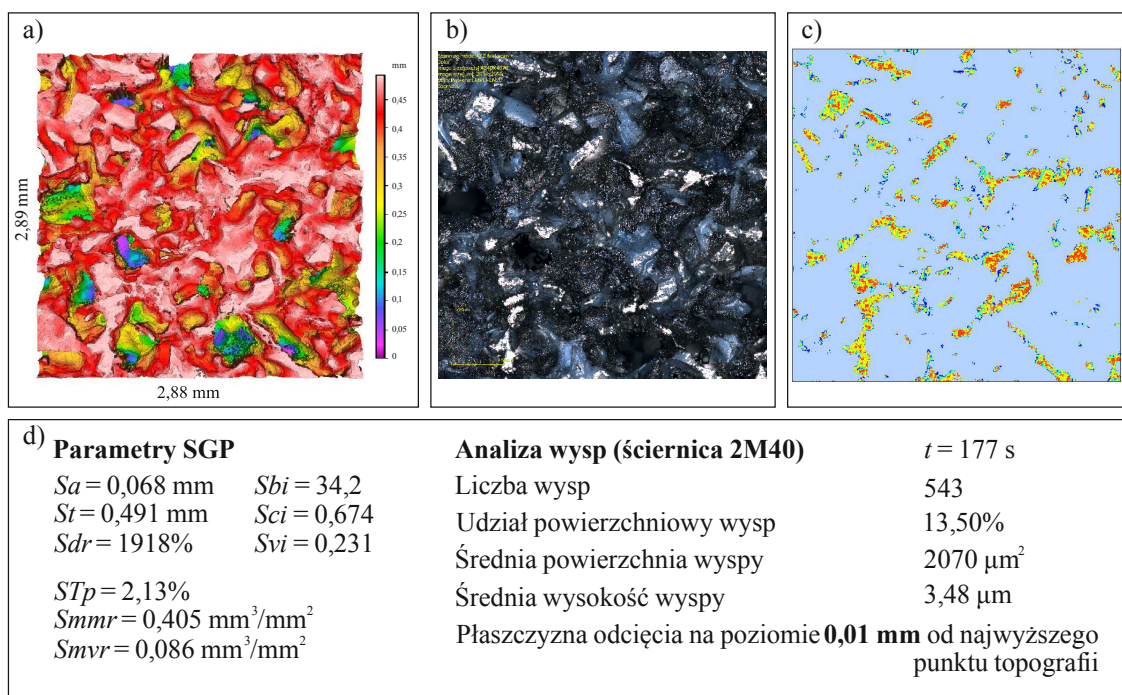 a)
mm
0,45
0,4
0,35
0,3
0,25
0,2
0,15
0,1
0,05
0
2,89 mm
2,88 mm
b)
c)
d)
Parametry SGP
Sa = 0,068 mm
Sbi = 34,2
St = 0,491 mm
Sci = 0,674
Sdr = 1918%
Svi = 0,231
STp = 2,13%
Smmr = 0,405 mm³/mm²
Smvr = 0,086 mm³/mm²
Analiza wysp (ściernica 2M40)
t = 177 s
Liczba wysp
543
Udział powierzchniowy wysp
13,50%
Średnia powierzchnia wyspy
2070 μm²
Średnia wysokość wyspy
3,48 μm
Płaszczyzna odcięcia na poziomie 0,01 mm od najwyższego
punktu topografii